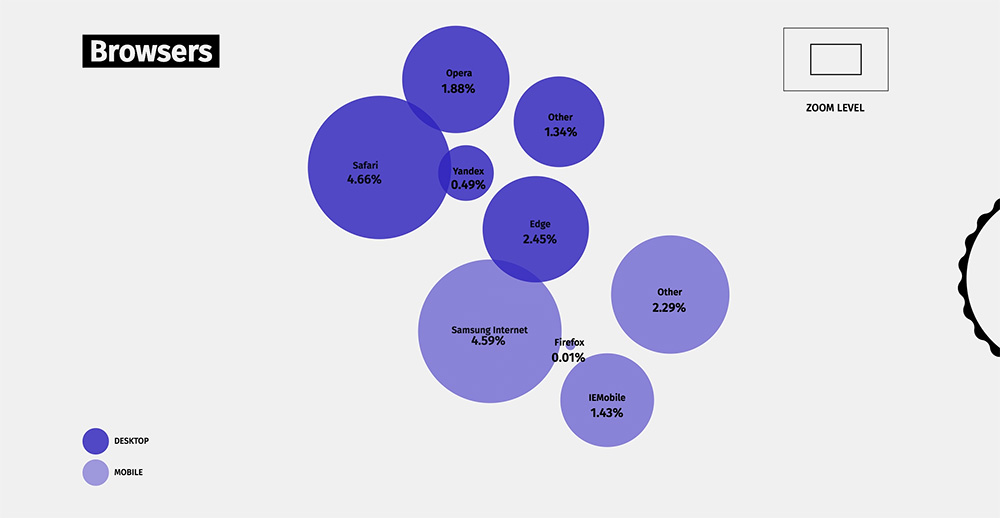 Browsers
Opera
1.88%
Other
1.34%
Safari
4.66%
Yandex
0.49%
Edge
2.45%
Other
2.29%
Samsung Internet
4.59%
Firefox
0.01%
IEMobile
1.43%
ZOOM LEVEL
DESKTOP
MOBILE